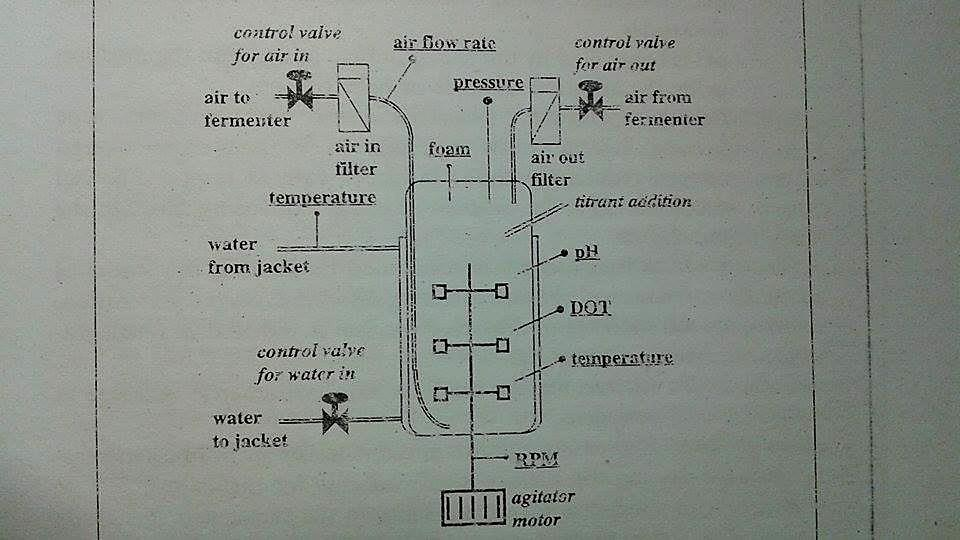 control valve
for air in
air flow rate
control valve
for air out
pressure
air to
fermenter
air from
fermenter
air in
filter
foam
air out
filter
temperature
titrant addition
water
from jacket
pH
DOT
control valve
for water in
temperature
water
to jacket
RPM
agitator
motor